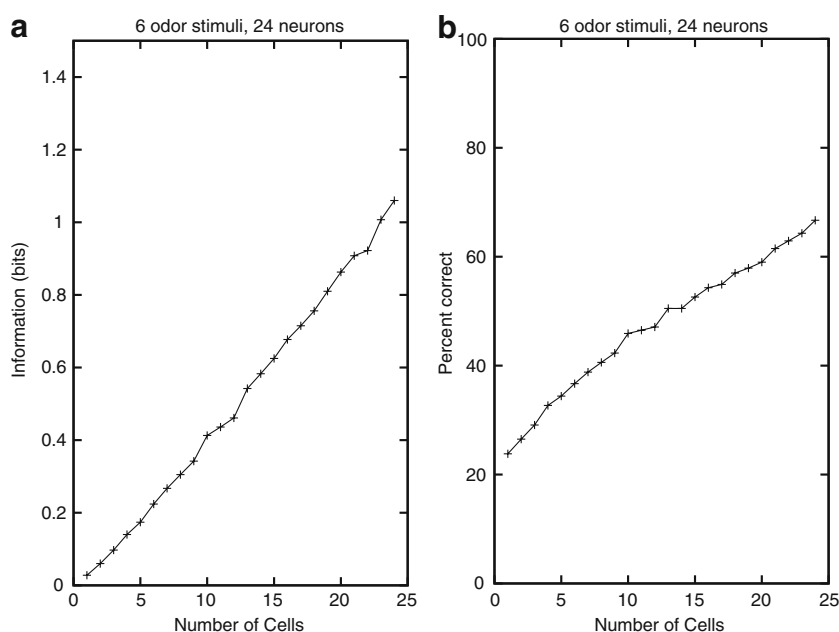 a
6 odor stimuli, 24 neurons
1.4
1.2
1
0.8
0.6
0.4
0.2
0
Information (bits)
0 5 10 15 20 25
Number of Cells
b
6 odor stimuli, 24 neurons
100
80
60
40
20
0
Percent correct
0 5 10 15 20 25
Number of Cells